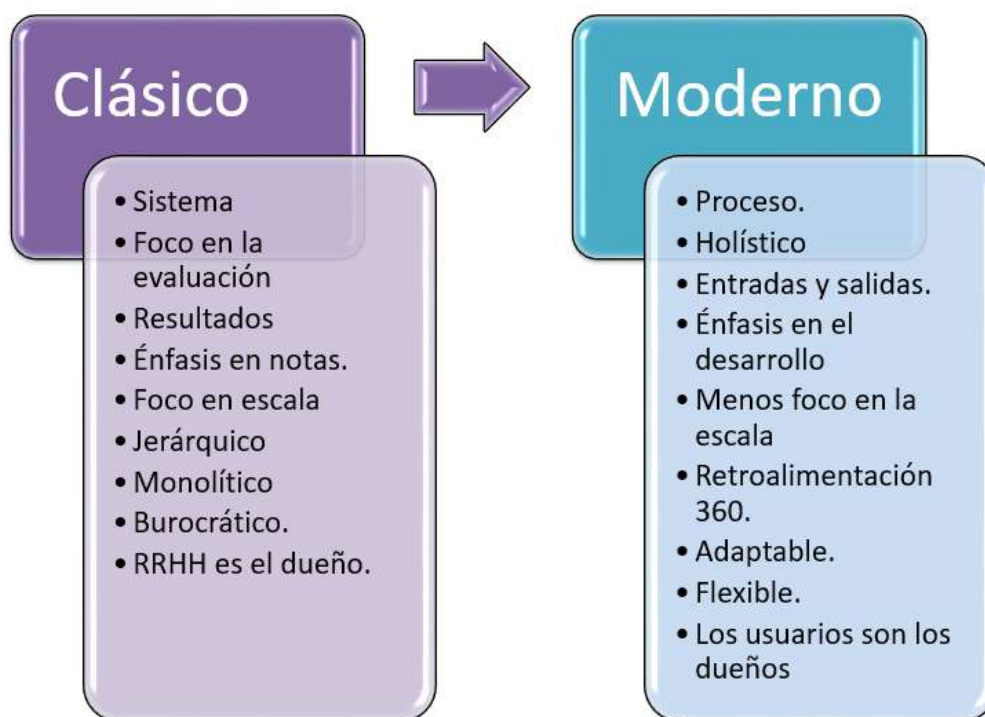 Clásico
• Sistema
• Foco en la
evaluación
• Resultados
• Énfasis en notas.
• Foco en escala
• Jerárquico
• Monolítico
• Burocrático.
• RRHH es el dueño.
Moderno
• Proceso.
• Holístico
• Entradas y salidas.
• Énfasis en el
desarrollo
• Menos foco en la
escala
• Retroalimentación
360.
• Adaptable.
• Flexible.
• Los usuarios son los
dueños